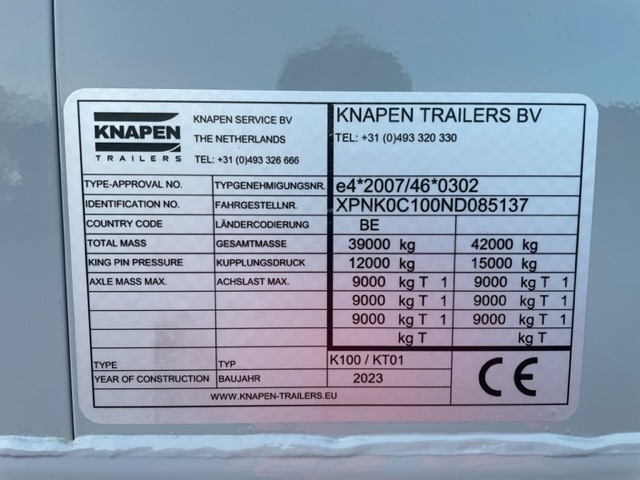 KNAPEN
TRAILERS
KNAPEN SERVICE BV
THE NETHERLANDS
TEL: +31 (0)493 326 666
KNAPEN TRAILERS BV
TEL: +31 (0)493 320 330
TYPE-APPROVAL NO. TYPGENEHMIGUNGSNR. e4*2007/46*0302
IDENTIFICATION NO. FAHRGESTELLNR. XPNK0C100ND085137
COUNTRY CODE LÄNDERCODIERUNG BE
TOTAL MASS GESAMTMASSE 39000 kg 42000 kg
KING PIN PRESSURE KUPPLUNGSDRUCK 12000 kg 15000 kg
AXLE MASS MAX. ACHSLAST MAX. 9000 kg T 1 9000 kg T 1
9000 kg T 1 9000 kg T 1
9000 kg T 1 9000 kg T 1
kg T kg T
TYPE TYP K100 / KT01
YEAR OF CONSTRUCTION BAUJAHR 2023
CE
WWW.KNAPEN-TRAILERS.EU